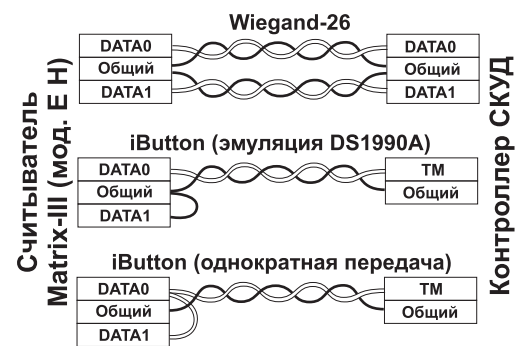 Wiegand-26
DATA0
Общий
DATA1
DATA0
Общий
DATA1
iButton (эмуляция DS1990A)
DATA0
Общий
DATA1
TM
Общий
iButton (однократная передача)
DATA0
Общий
DATA1
TM
Общий
Считыватель
Matrix-III (мод. E H)
Контроллер СКУД